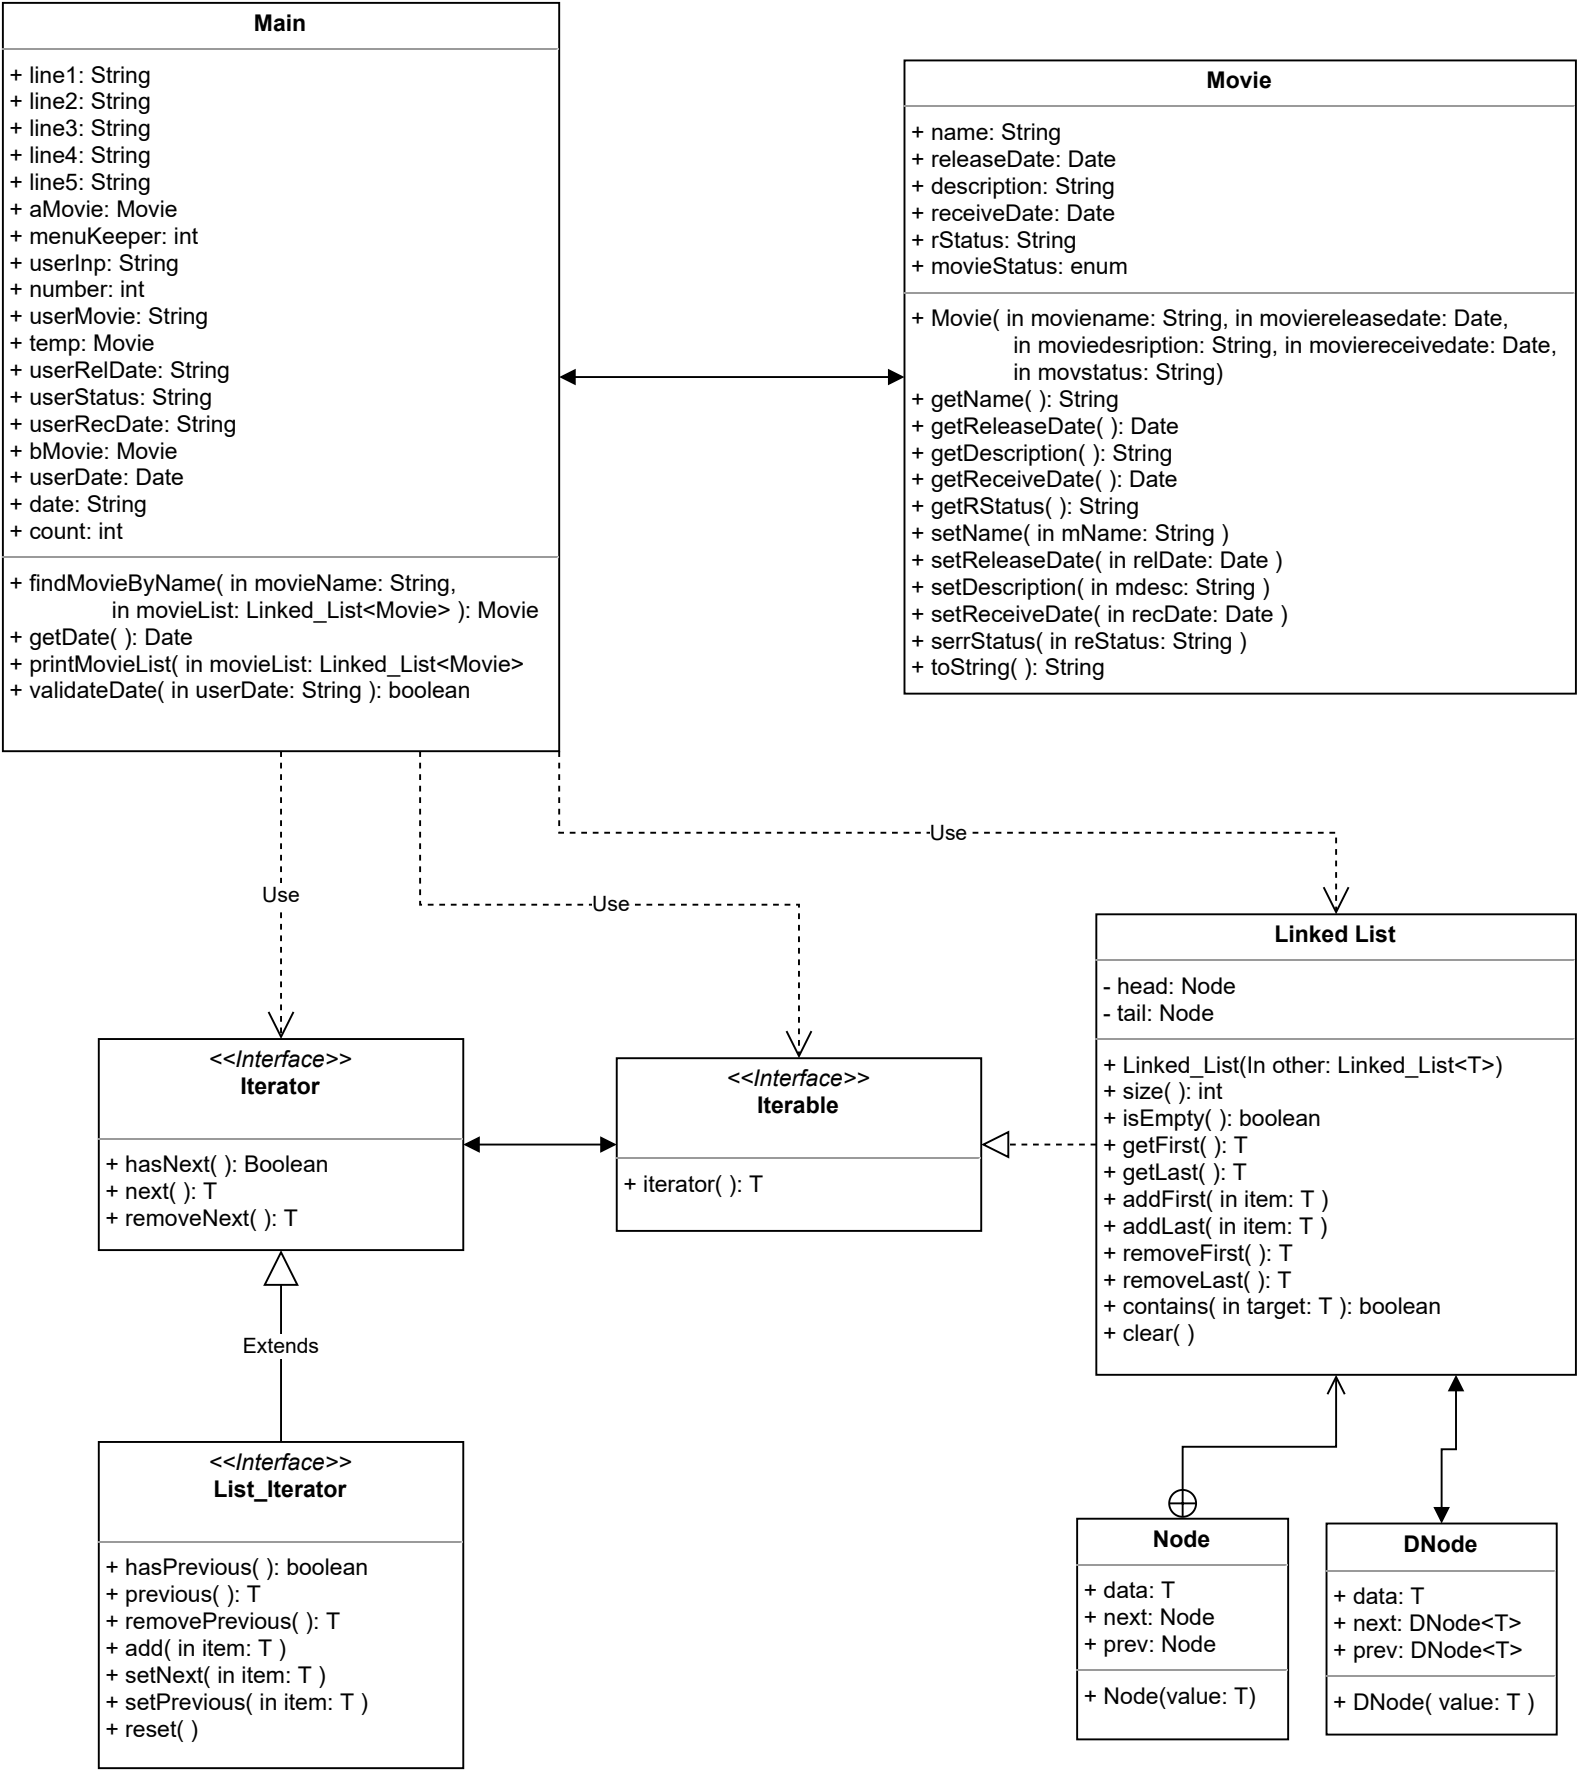 Main
+ line1: String
+ line2: String
+ line3: String
+ line4: String
+ line5: String
+ aMovie: Movie
+ menuKeeper: int
+ userInp: String
+ number: int
+ userMovie: String
+ temp: Movie
+ userRelDate: String
+ userStatus: String
+ userRecDate: String
+ bMovie: Movie
+ userDate: Date
+ date: String
+ count: int
+ findMovieByName( in movieName: String,
in movieList: Linked_List<Movie> ): Movie
+ getDate( ): Date
+ printMovieList( in movieList: Linked_List<Movie>
+ validateDate( in userDate: String ): boolean
Movie
+ name: String
+ releaseDate: Date
+ description: String
+ receiveDate: Date
+ rStatus: String
+ movieStatus: enum
+ Movie( in moviename: String, in moviereleasedate: Date,
in moviedesription: String, in moviereceivedate: Date,
in movstatus: String)
+ getName( ): String
+ getReleaseDate( ): Date
+ getDescription( ): String
+ getReceiveDate( ): Date
+ getRStatus( ): String
+ setName( in mName: String )
+ setReleaseDate( in relDate: Date )
+ setDescription( in mdesc: String )
+ setReceiveDate( in recDate: Date )
+ serrStatus( in reStatus: String )
+ toString( ): String
Use
Use
Use
<<Interface>>
Iterator
+ hasNext( ): Boolean
+ next( ): T
+ removeNext( ): T
<<Interface>>
Iterable
+ iterator( ): T
Linked List
- head: Node
- tail: Node
+ Linked_List(In other: Linked_List<T>)
+ size( ): int
+ isEmpty( ): boolean
+ getFirst( ): T
+ getLast( ): T
+ addFirst( in item: T )
+ addLast( in item: T )
+ removeFirst( ): T
+ removeLast( ): T
+ contains( in target: T ): boolean
+ clear( )
Extends
<<Interface>>
List_Iterator
+ hasPrevious( ): boolean
+ previous( ): T
+ removePrevious( ): T
+ add( in item: T )
+ setNext( in item: T )
+ setPrevious( in item: T )
+ reset( )
Node
+ data: T
+ next: Node
+ prev: Node
+ Node(value: T)
DNode
+ data: T
+ next: DNode<T>
+ prev: DNode<T>
+ DNode( value: T )